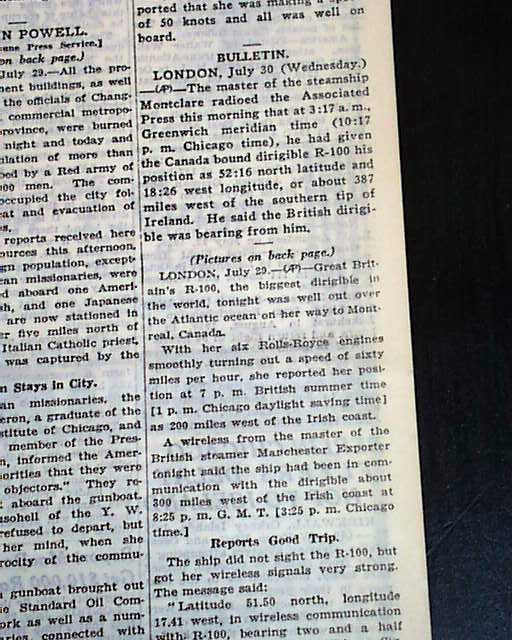 N POWELL.
une Press Service.]
on back page.)
July 29.—All the pro-
ment buildings, as well
the officials of Chang-
commercial metropo-
province, were burned
night and today and
ulation of more than
bed by a Red army of
000 men. The com-
occupied the city fol-
eat and evacuation of
es.
reports received here
ources this afternoon,
gn population, except-
can missionaries, were
d aboard one Ameri-
sh, and one Japanese
are now stationed in
er five miles north of
Italian Catholic priest,
was captured by the
n Stays in City.
an missionaries, the
eron, a graduate of the
stitute of Chicago, and
member of the Pres-
n, informed the Amer-
orities that they were
objectors." They re-
t aboard the gunboat.
usohell of the Y. W.
refused to depart, but
her mind, when she
rocity of the commu-
a gunboat brought out
e Standard Oil Com-
ork as well as a num-
aries connected with
ported that she was making a
of 50 knots and all was well on
board.
BULLETIN.
LONDON, July 30 (Wednesday.)
—(AP)—The master of the steamship
Montclare radioed the Associated
Press this morning that at 3:17 a. m.,
Greenwich meridian time (10:17
p. m. Chicago time), he had given
the Canada bound dirigible R-100 his
position as 52:16 north latitude and
18:26 west longitude, or about 387
miles west of the southern tip of
Ireland. He said the British dirigi-
ble was bearing from him.
(Pictures on back page.)
LONDON, July 29.—(AP)—Great Brit-
ain's R-100, the biggest dirigible in
the world, tonight was well out over
the Atlantic ocean on her way to Mont-
real, Canada.
With her six Rolls-Royce engines
smoothly turning out a speed of sixty
miles per hour, she reported her posi-
tion at 7 p. m. British summer time
[1 p. m. Chicago daylight saving time]
as 200 miles west of the Irish coast.
A wireless from the master of the
British steamer Manchester Exporter
tonight said the ship had been in com-
munication with the dirigible about
300 miles west of the Irish coast at
8:25 p. m. G. M. T. [3:25 p. m. Chicago
time.]
Reports Good Trip.
The ship did not sight the R-100, but
got her wireless signals very strong.
The message said:
"Latitude 51.50 north, longitude
17.41 west, in wireless communication
with R-100, bearing two and a half